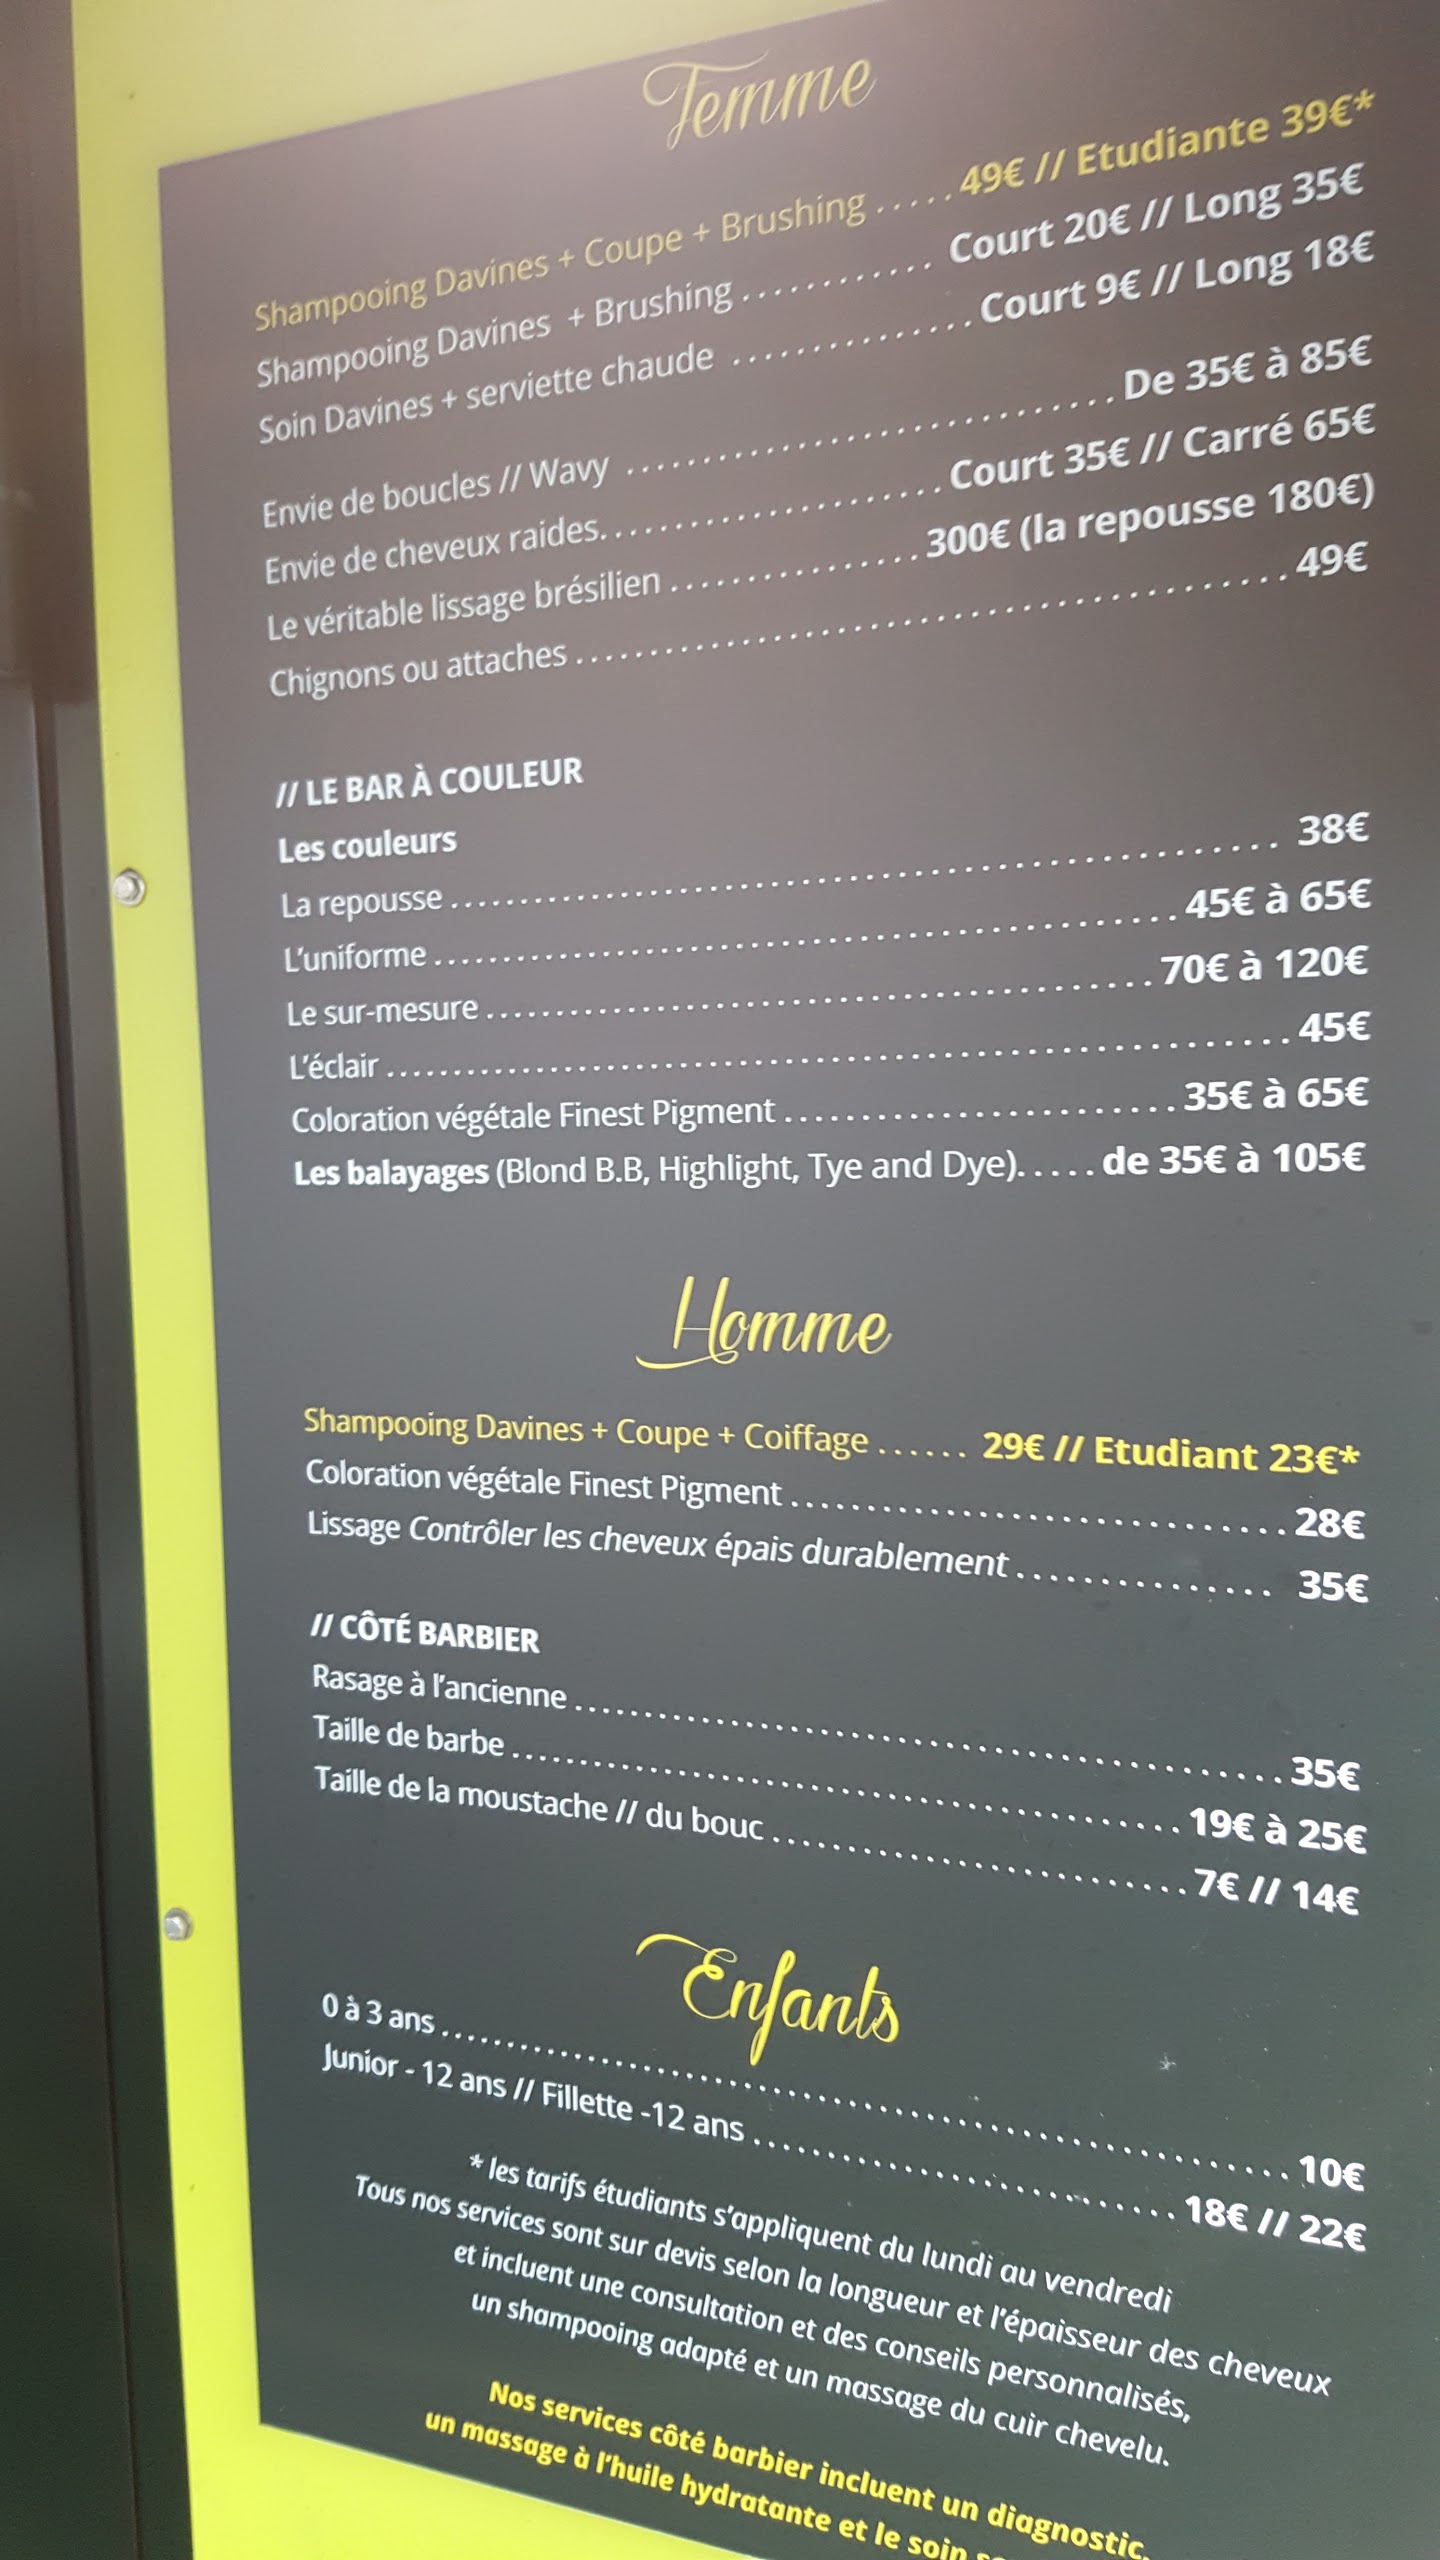 Femme
Shampooing Davines + Coupe + Brushing ..... 49€ // Etudiante 39€*
Shampooing Davines + Brushing ............ Court 20€ // Long 35€
Soin Davines + serviette chaude ............... Court 9€ // Long 18€
Envie de boucles // Wavy .............................. De 35€ à 85€
Envie de cheveux raides..................... Court 35€ // Carré 65€
Le véritable lissage brésilien ............... 300€ (la repousse 180€)
Chignons ou attaches ........................................... 49€
// LE BAR À COULEUR
Les couleurs
La repousse ................................................. 38€
L'uniforme ............................................ 45€ à 65€
Le sur-mesure ........................................ 70€ à 120€
L'éclair ..................................................... 45€
Coloration végétale Finest Pigment ....................... 35€ à 65€
Les balayages (Blond B.B, Highlight, Tye and Dye)..... de 35€ à 105€
Homme
Shampooing Davines + Coupe + Coiffage ...... 29€ // Etudiant 23€*
Coloration végétale Finest Pigment ............................. 28€
Lissage Contrôler les cheveux épais durablement ............... 35€
// CÔTÉ BARBIER
Rasage à l'ancienne .......................................... 35€
Taille de barbe ....................................... 19€ à 25€
Taille de la moustache // du bouc ........................ 7€ // 14€
Enfants
0 à 3 ans .................................................. 10€
Junior - 12 ans // Fillette -12 ans ......................... 18€ // 22€
* les tarifs étudiants s'appliquent du lundi au vendredi
Tous nos services sont sur devis selon la longueur et l'épaisseur des cheveux
et incluent une consultation et des conseils personnalisés,
un shampooing adapté et un massage du cuir chevelu.
Nos services côté barbier incluent un diagnostic,
un massage à l'huile hydratante et le soin